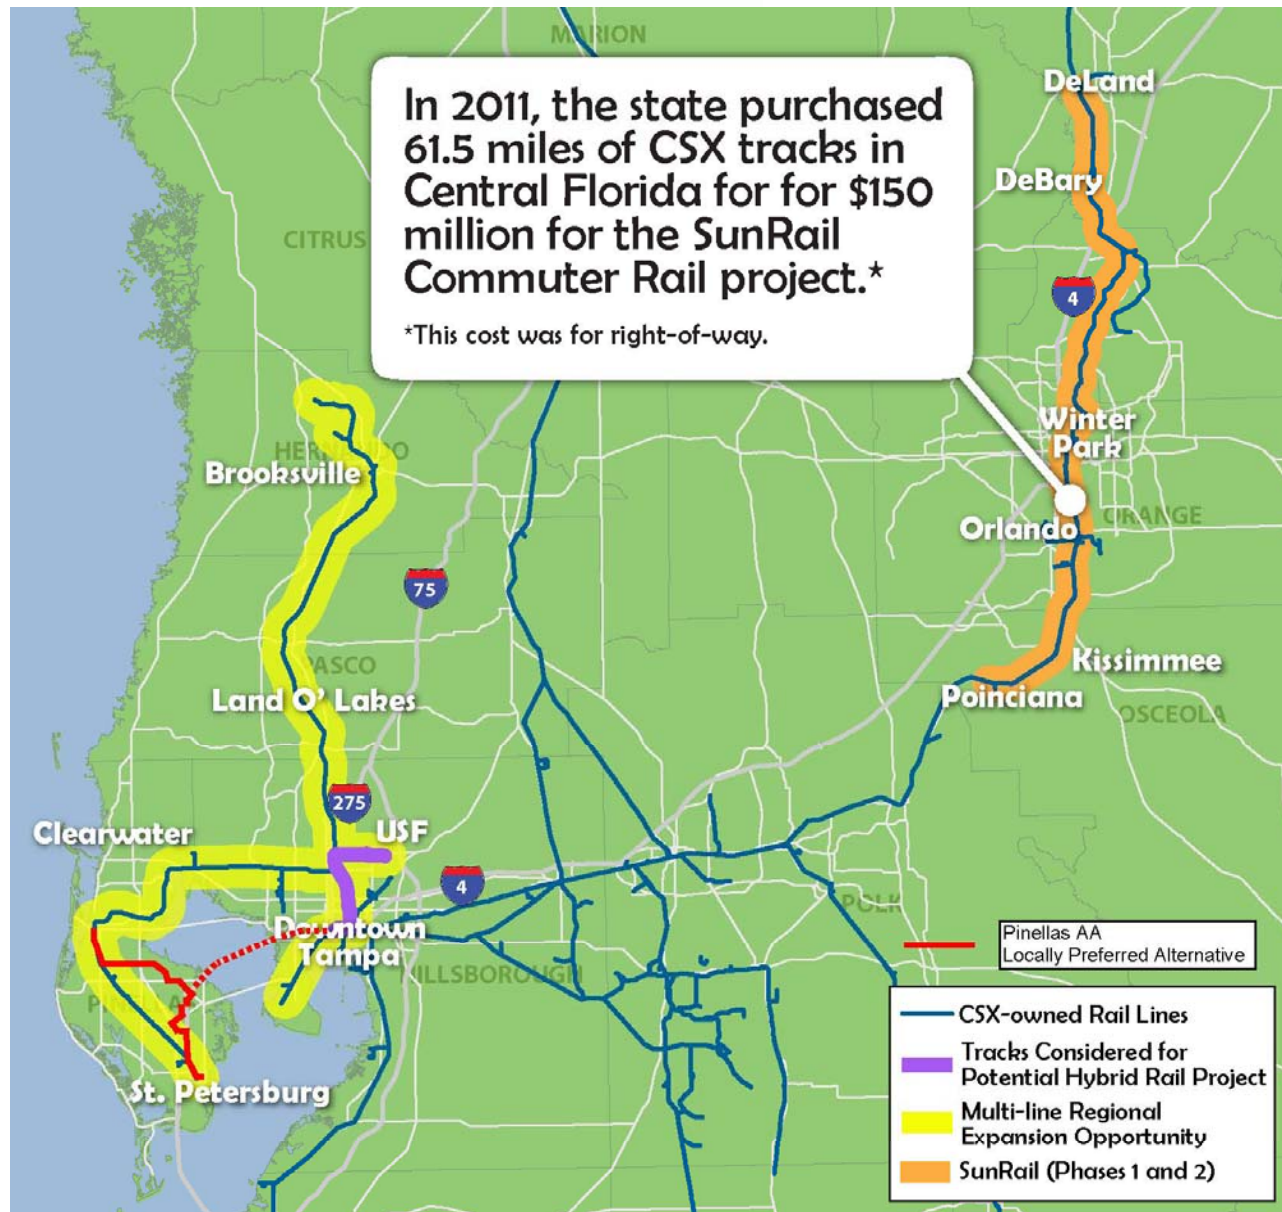 MARION
In 2011, the state purchased
61.5 miles of CSX tracks in
Central Florida for for $150
million for the SunRail
Commuter Rail project.*
*This cost was for right-of-way.
DeLand
DeBary
CITRUS
4
Winter
Park
HERNANDO
Brooksville
ORANGE
Orlando
75
PASCO
Kissimmee
Land O' Lakes
Poinciana
OSCEOLA
275
Clearwater
USF
4
POLK
Downtown
Tampa
HILLSBOROUGH
PINELLAS
St. Petersburg
Pinellas AA
Locally Preferred Alternative
CSX-owned Rail Lines
Tracks Considered for
Potential Hybrid Rail Project
Multi-line Regional
Expansion Opportunity
SunRail (Phases 1 and 2)